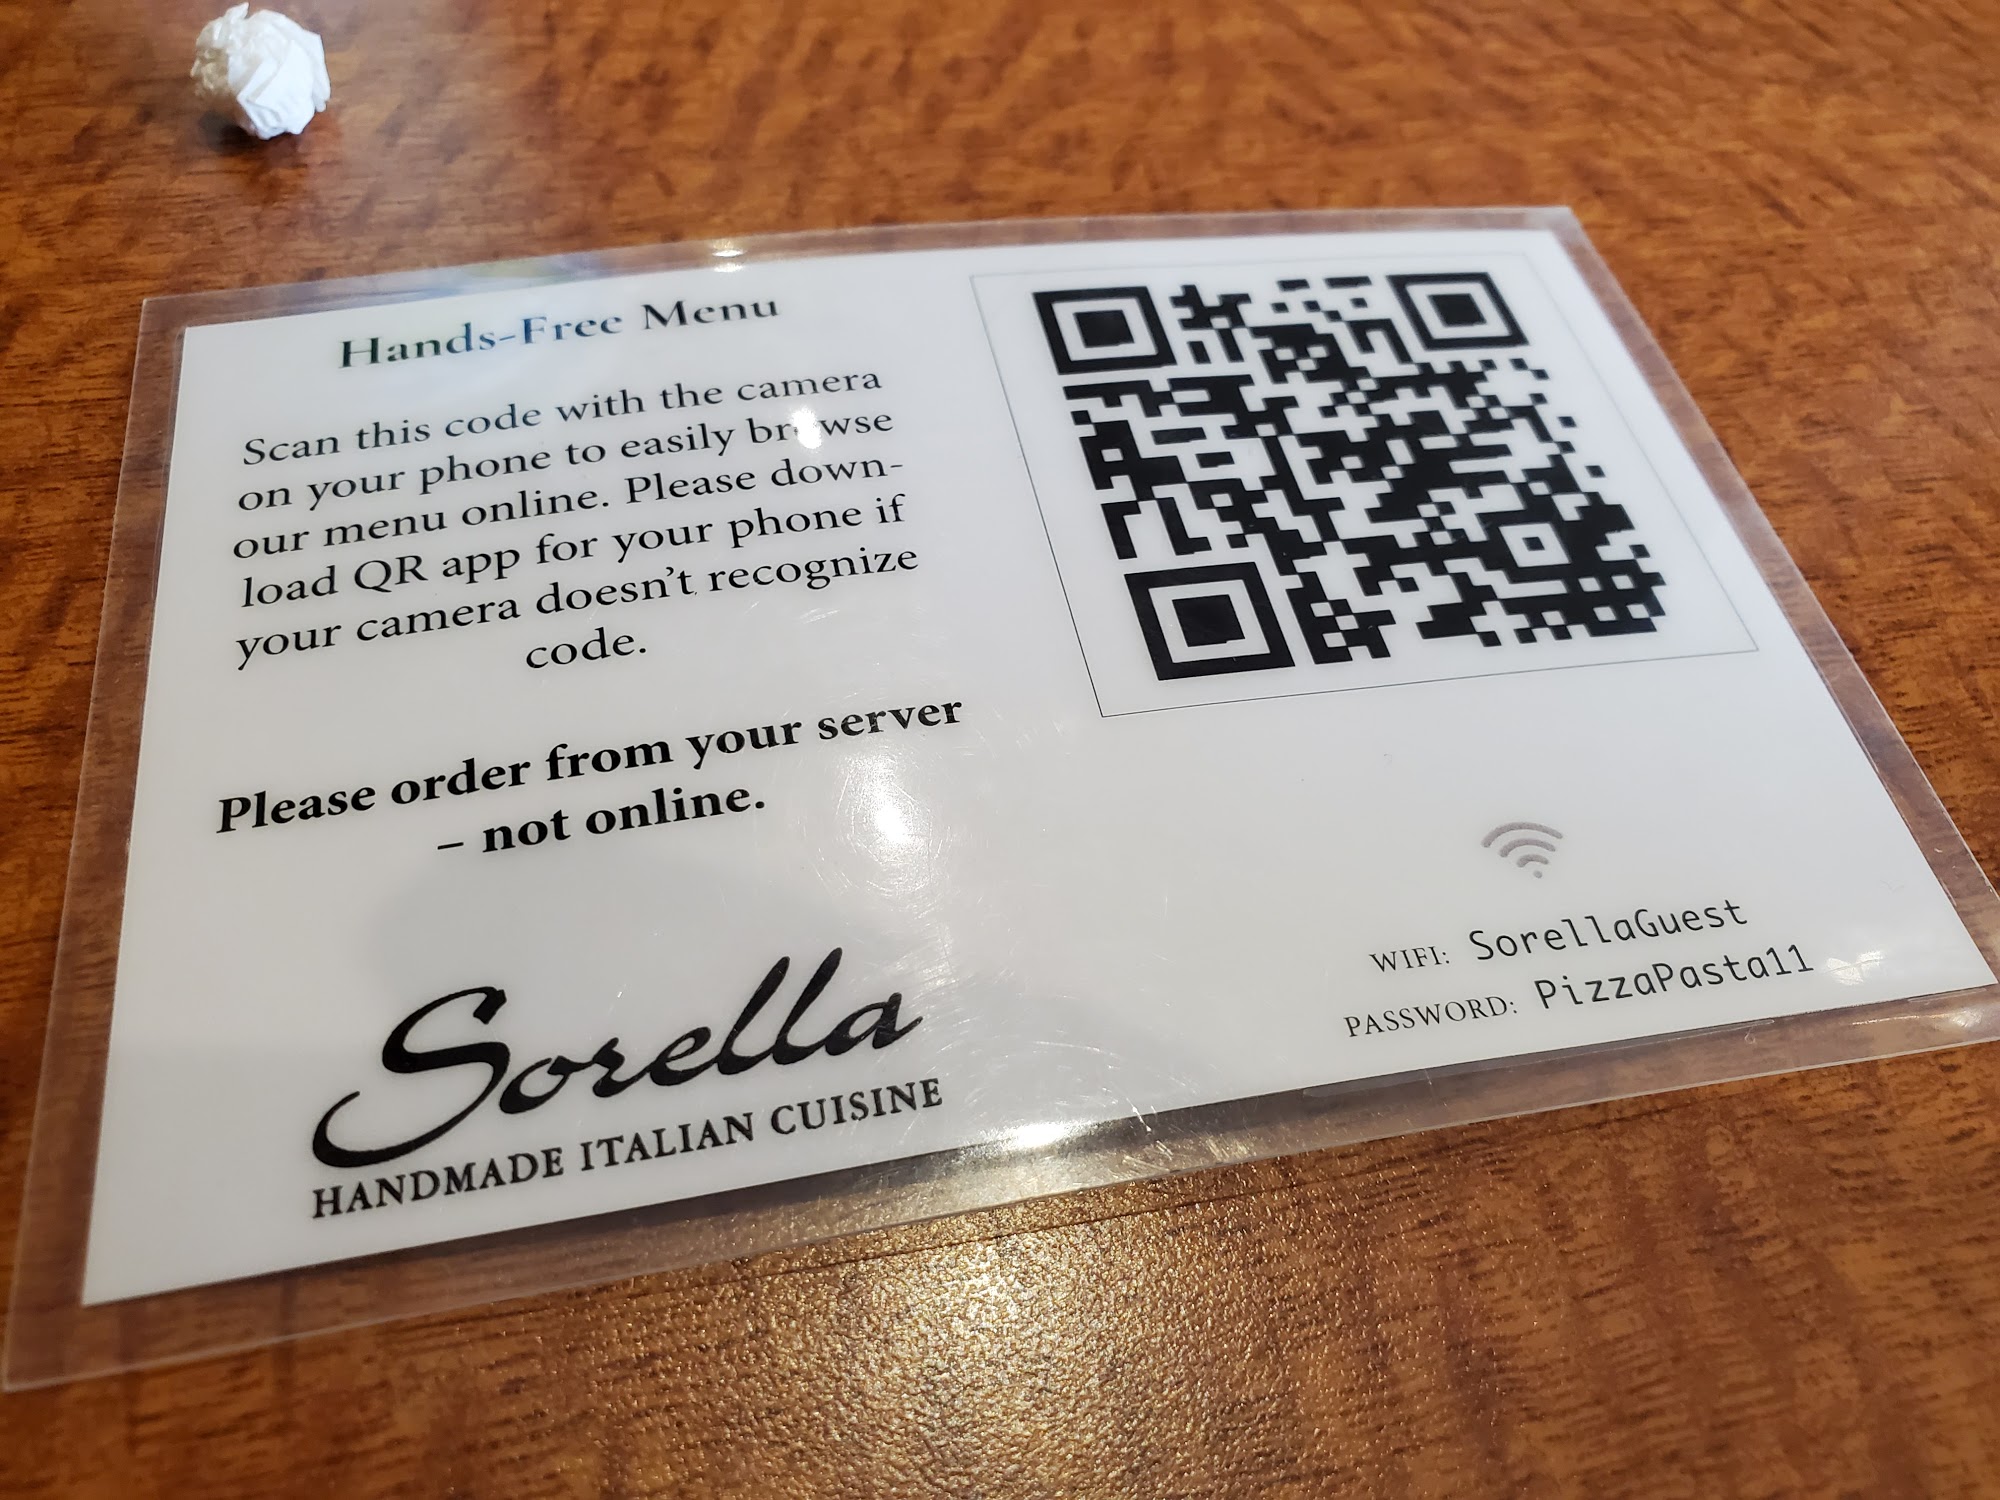 Hands-Free Menu
Scan this code with the camera
on your phone to easily browse
our menu online. Please down-
load QR app for your phone if
your camera doesn't recognize
code.
Please order from your server
– not online.
Sorella
HANDMADE ITALIAN CUISINE
WIFI: SorellaGuest
PASSWORD: PizzaPasta11